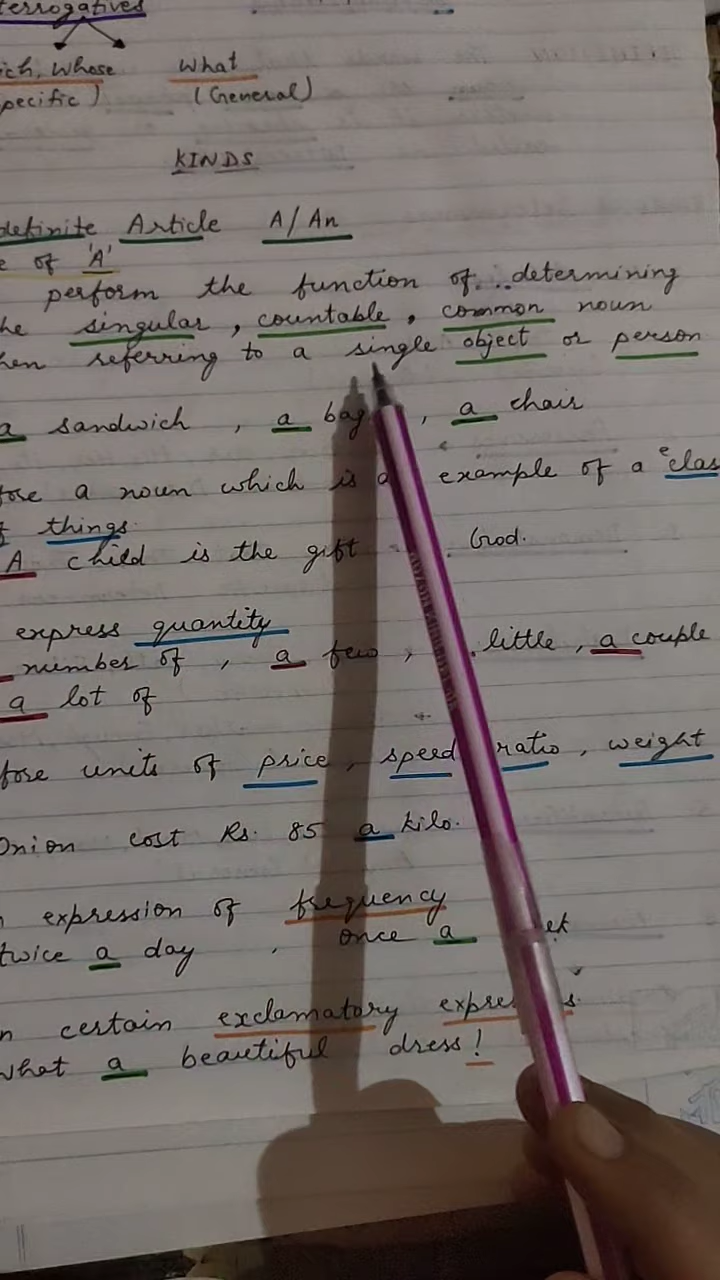 terrogatives
ich, Whose What
pecific) (General)
KINDS
definite Article A/An
e of 'A'
perform the function of determining
he singular, countable, common noun
hen referring to a single object or person
a sandwich, a bag, a chair
fore a noun which is a example of a clas
f things.
A child is the gift God.
express quantity
number of, a few, little, a couple
a lot of
fore units of price, speed ratio, weight
Onion cost Rs. 85 a kilo.
n expression of frequency
twice a day, once a
n certain exclamatory expres s.
what a beautiful dress!